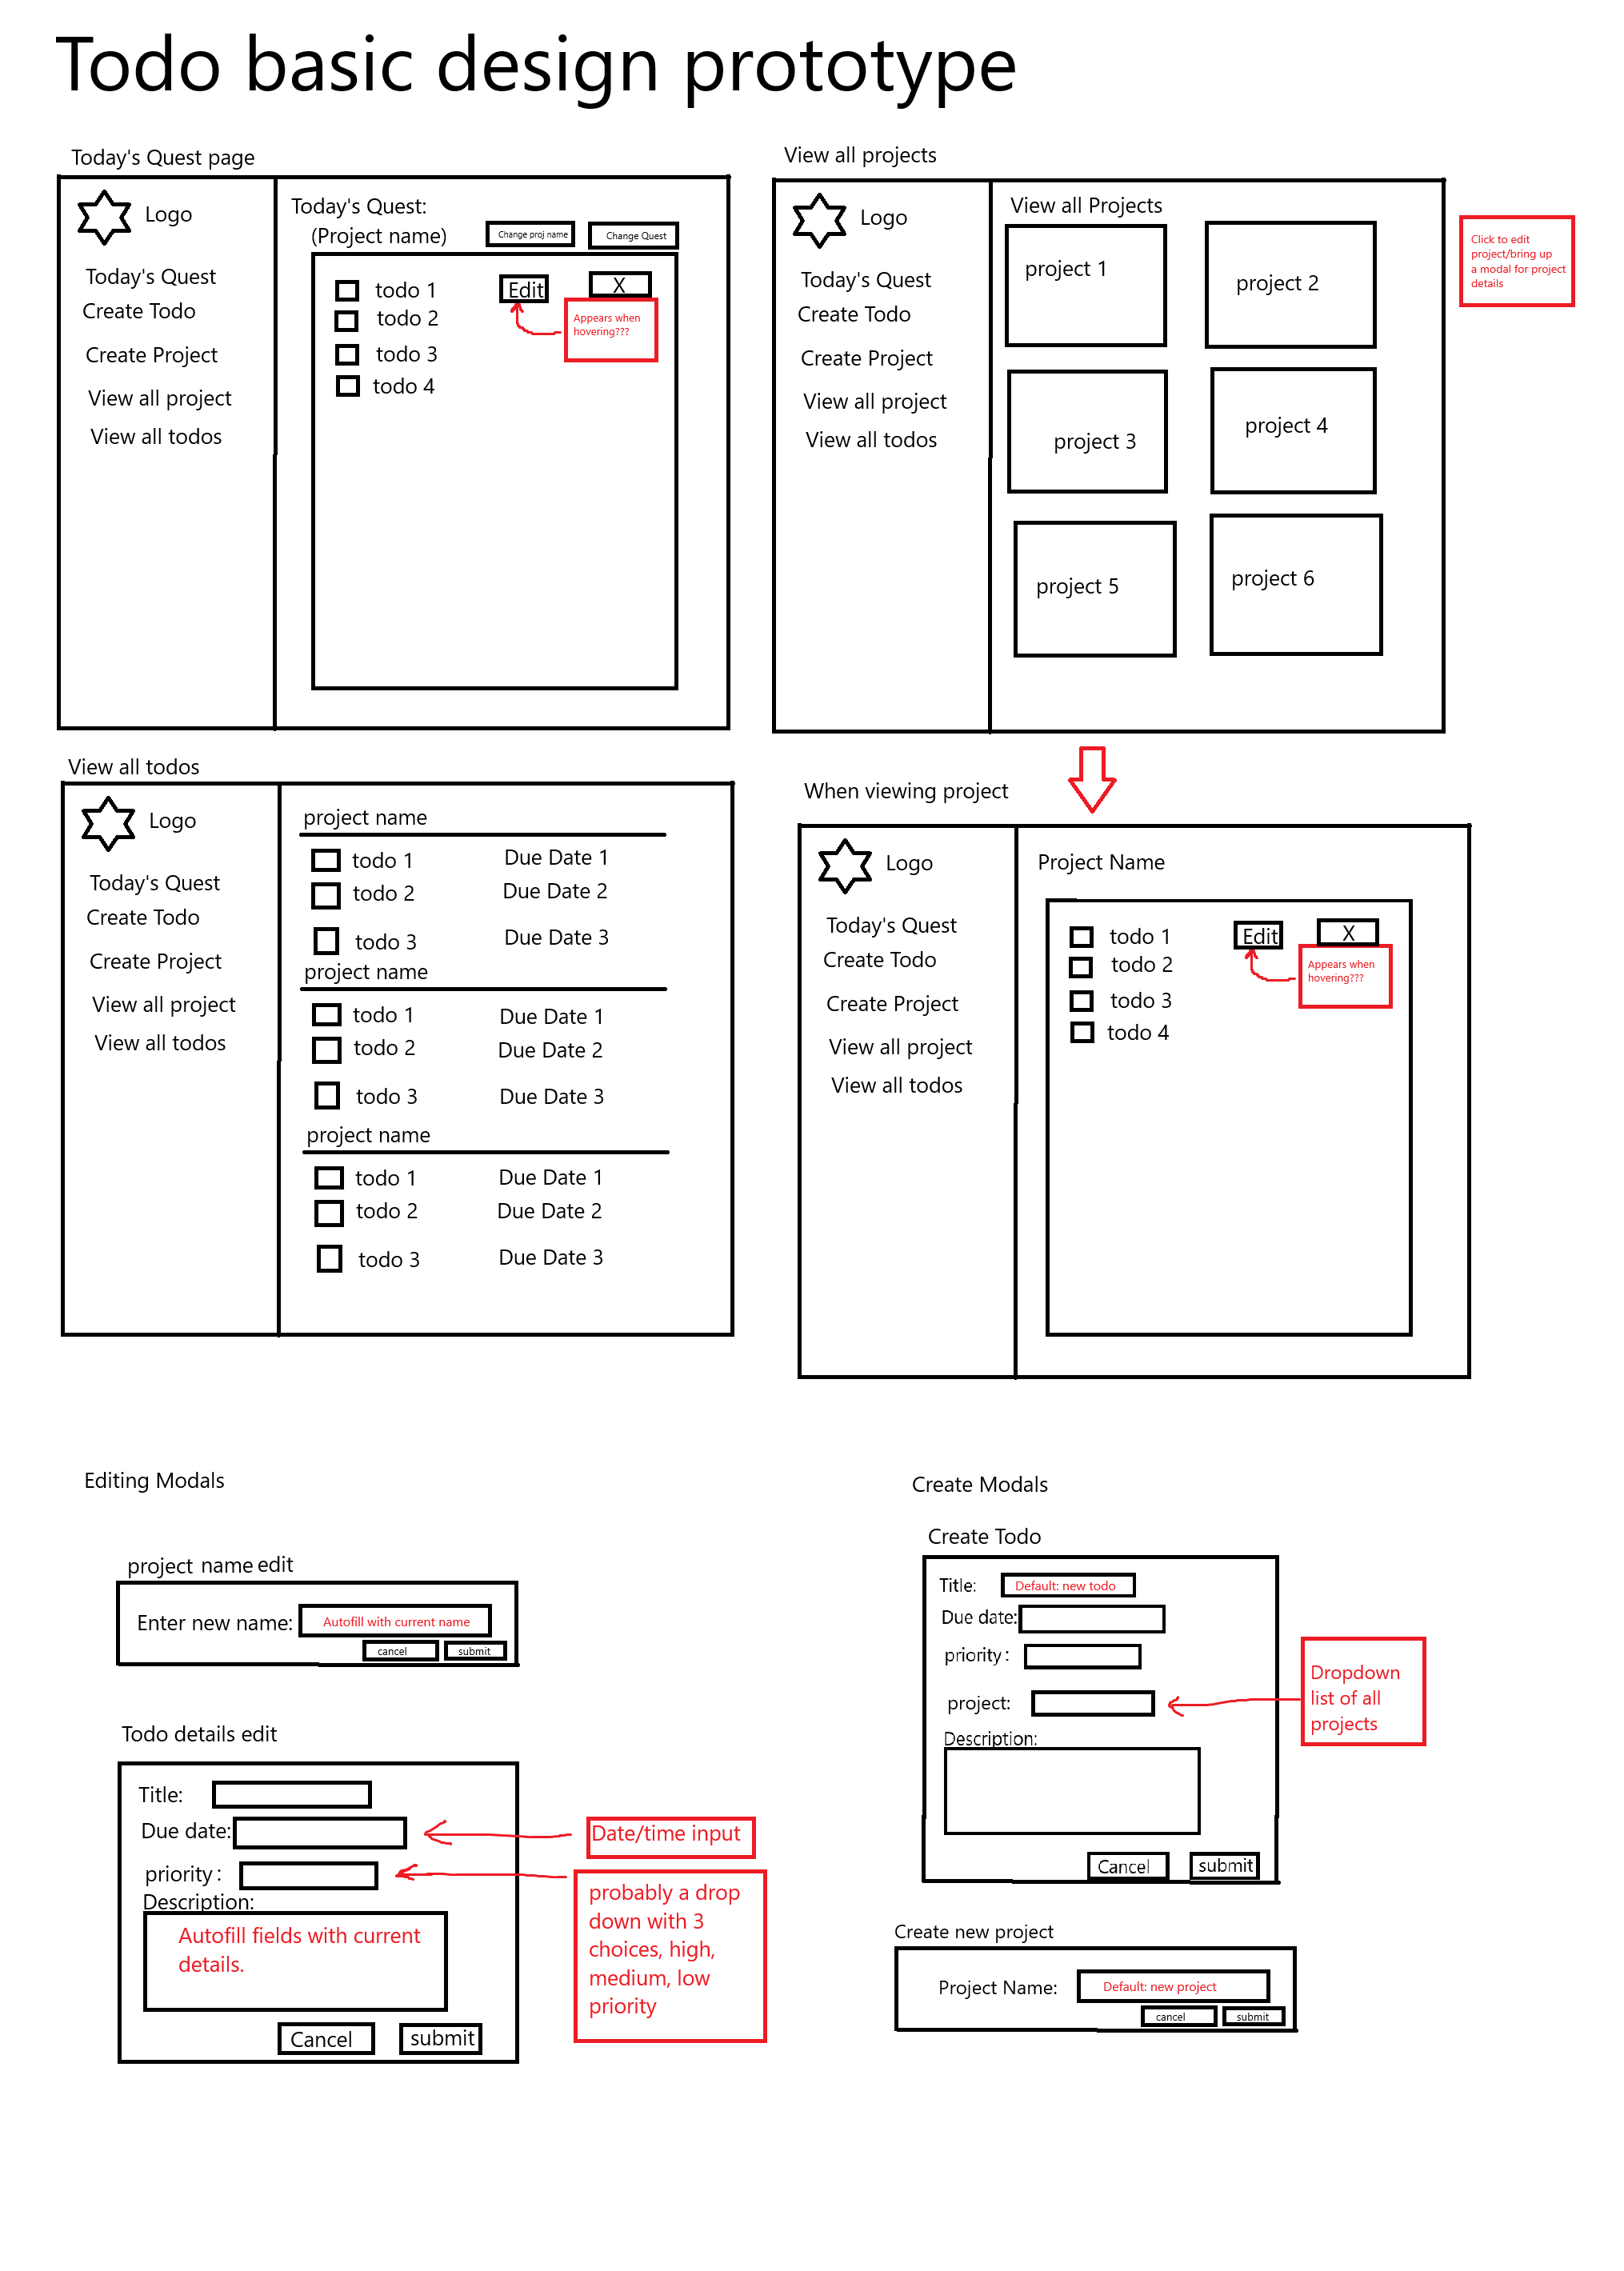 Todo basic design prototype
Today's Quest page
Logo
Today's Quest
Create Todo
Create Project
View all project
View all todos
Today's Quest:
(Project name)
Change proj name
Change Quest
todo 1
Edit
X
todo 2
todo 3
todo 4
Appears when
hovering???
View all projects
Logo
Today's Quest
Create Todo
Create Project
View all project
View all todos
View all Projects
project 1
project 2
project 3
project 4
project 5
project 6
Click to edit
project/bring up
a modal for project
details
View all todos
Logo
Today's Quest
Create Todo
Create Project
View all project
View all todos
project name
todo 1 Due Date 1
todo 2 Due Date 2
todo 3 Due Date 3
project name
todo 1 Due Date 1
todo 2 Due Date 2
todo 3 Due Date 3
project name
todo 1 Due Date 1
todo 2 Due Date 2
todo 3 Due Date 3
When viewing project
Logo
Today's Quest
Create Todo
Create Project
View all project
View all todos
Project Name
todo 1
Edit
X
todo 2
todo 3
todo 4
Appears when
hovering???
Editing Modals
project name edit
Enter new name: Autofill with current name
cancel submit
Todo details edit
Title:
Due date:
priority:
Description:
Autofill fields with current
details.
Cancel submit
Date/time input
probably a drop
down with 3
choices, high,
medium, low
priority
Create Modals
Create Todo
Title: Default: new todo
Due date:
priority:
project:
Description:
Cancel submit
Dropdown
list of all
projects
Create new project
Project Name: Default: new project
cancel submit